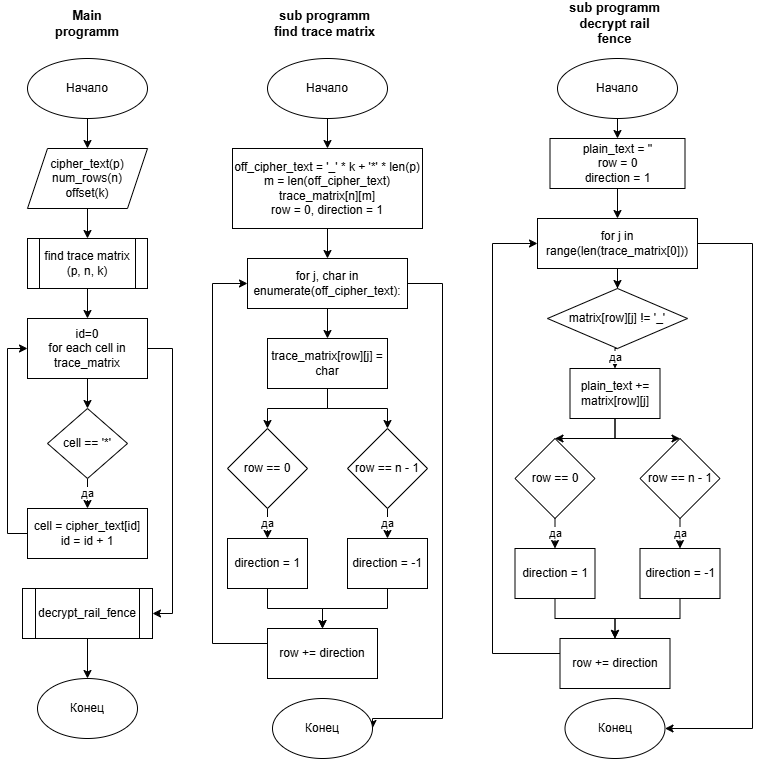 Main
programm
Начало
cipher_text(p)
num_rows(n)
offset(k)
find trace matrix
(p, n, k)
id=0
for each cell in
trace_matrix
cell == '*'
да
cell = cipher_text[id]
id = id + 1
decrypt_rail_fence
Конец
sub programm
find trace matrix
Начало
off_cipher_text = '_' * k + '*' * len(p)
m = len(off_cipher_text)
trace_matrix[n][m]
row = 0, direction = 1
for j, char in
enumerate(off_cipher_text):
trace_matrix[row][j] =
char
row == 0
row == n - 1
да
да
direction = 1
direction = -1
row += direction
Конец
sub programm
decrypt rail
fence
Начало
plain_text = ''
row = 0
direction = 1
for j in
range(len(trace_matrix[0]))
matrix[row][j] != '_'
да
plain_text +=
matrix[row][j]
row == 0
row == n - 1
да
да
direction = 1
direction = -1
row += direction
Конец